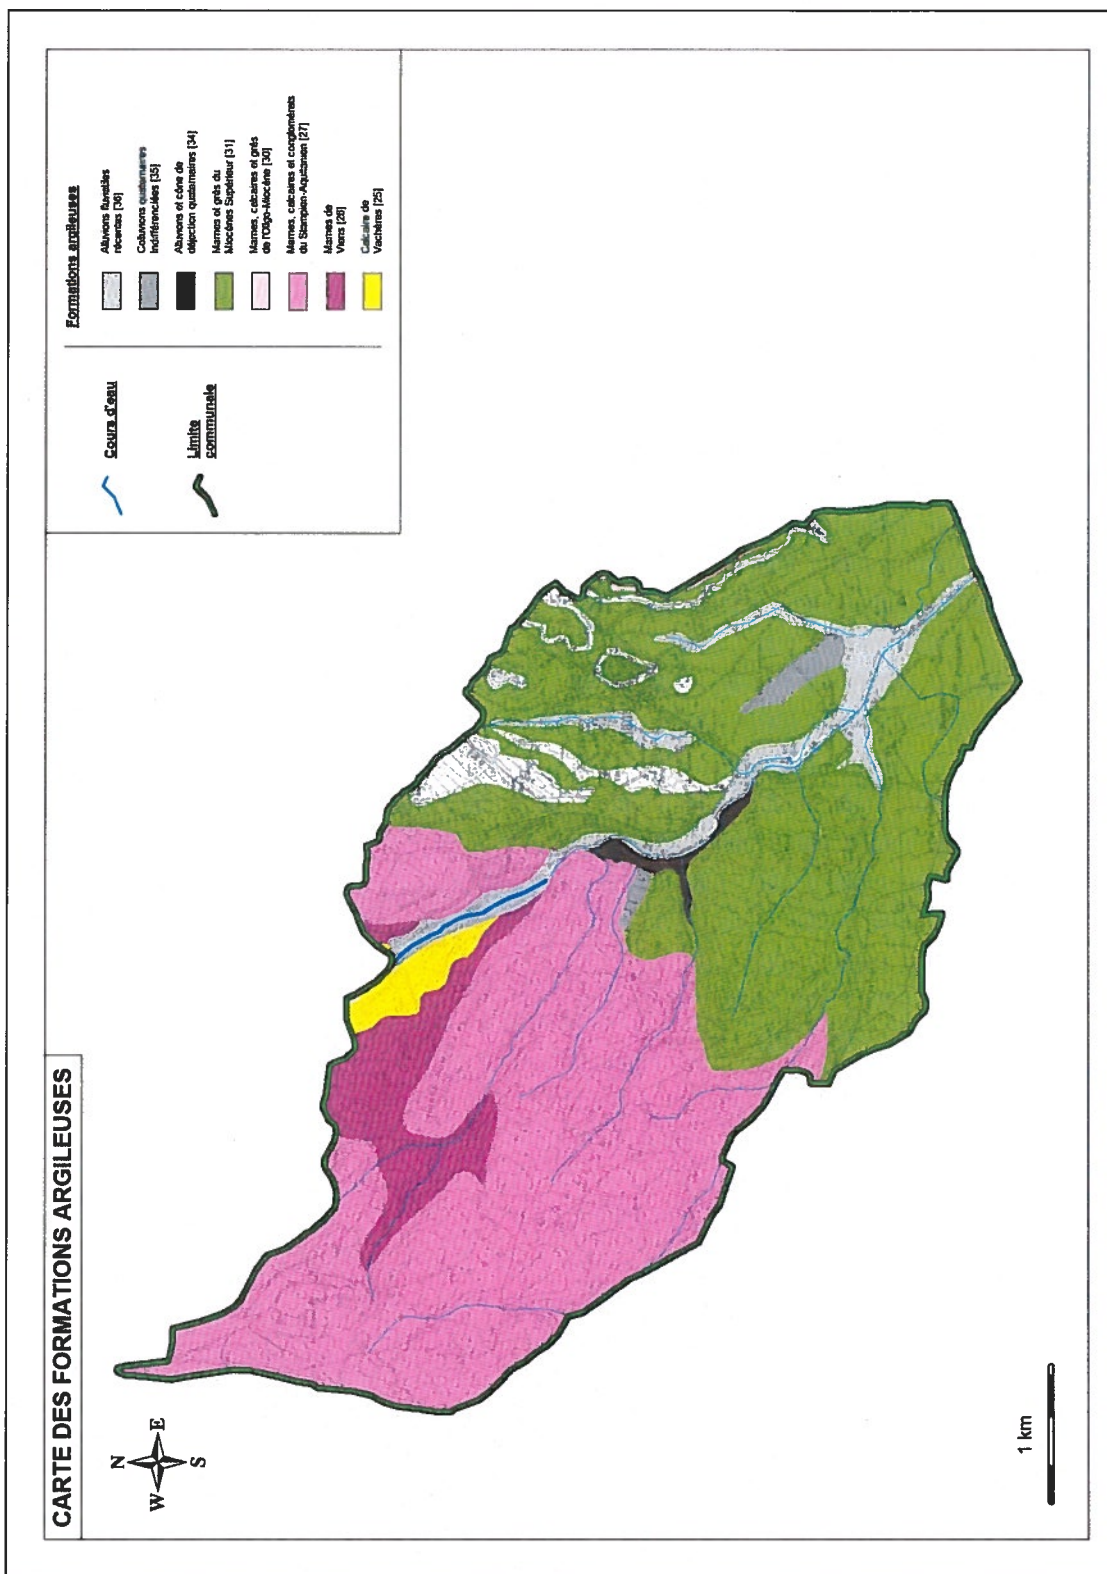 CARTE DES FORMATIONS ARGILEUSES
N
W
E
S
1 km
Cours d'eau
Limite
communale
Formations argileuses
Alluvions fluviatiles
récentes [36]
Colluvions quaternaires
indifférenciées [35]
Alluvions et cône de
déjection quaternaires [34]
Marnes et grès du
Miocènes Supérieur [31]
Marnes, calcaires et grès
de l'Oligo-Miocène [30]
Marnes, calcaires et conglomérats
du Stampien-Aquitanien [27]
Marnes de
Viens [26]
Calcaire de
Vachères [25]